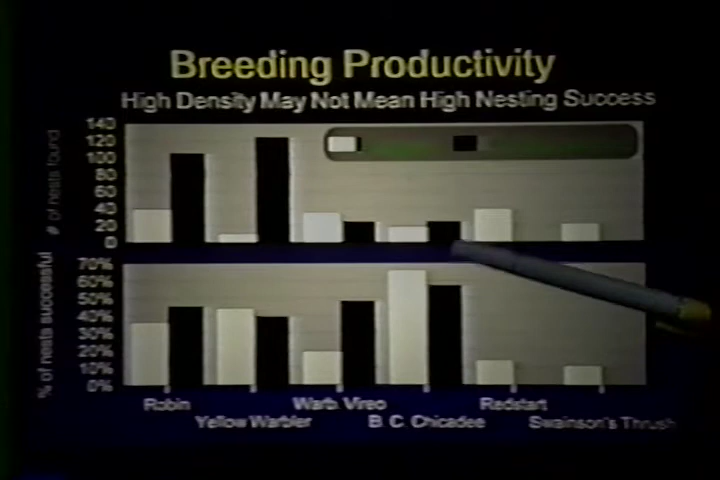 Breeding Productivity
High Density May Not Mean High Nesting Success
# of nests found
140
120
100
80
60
40
20
0
% of nests successful
70%
60%
50%
40%
30%
20%
10%
0%
Robin
Yellow Warbler
Warb. Vireo
B. C. Chicadee
Redstart
Swainson's Thrush